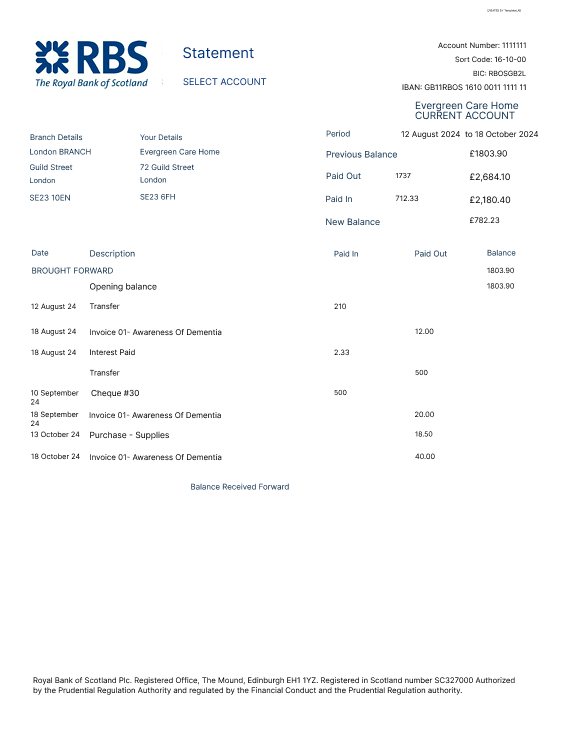 RBS
The Royal Bank of Scotland
Statement
SELECT ACCOUNT
Account Number: 1111111
Sort Code: 16-10-00
BIC: RBOSGB2L
IBAN: GB11RBOS 1610 0011 1111 11
Evergreen Care Home
CURRENT ACCOUNT
Branch Details
London BRANCH
Guild Street
London
SE23 10EN
Your Details
Evergreen Care Home
72 Guild Street
London
SE23 6FH
Period 12 August 2024 to 18 October 2024
Previous Balance £1803.90
Paid Out 1737 £2,684.10
Paid In 712.33 £2,180.40
New Balance £782.23
Date Description Paid In Paid Out Balance
BROUGHT FORWARD 1803.90
Opening balance 1803.90
12 August 24 Transfer 210
18 August 24 Invoice 01- Awareness Of Dementia 12.00
18 August 24 Interest Paid 2.33
Transfer 500
10 September 24 Cheque #30 500
18 September 24 Invoice 01- Awareness Of Dementia 20.00
13 October 24 Purchase - Supplies 18.50
18 October 24 Invoice 01- Awareness Of Dementia 40.00
Balance Received Forward
Royal Bank of Scotland Plc. Registered Office, The Mound, Edinburgh EH1 1YZ. Registered in Scotland number SC327000 Authorized
by the Prudential Regulation Authority and regulated by the Financial Conduct and the Prudential Regulation authority.